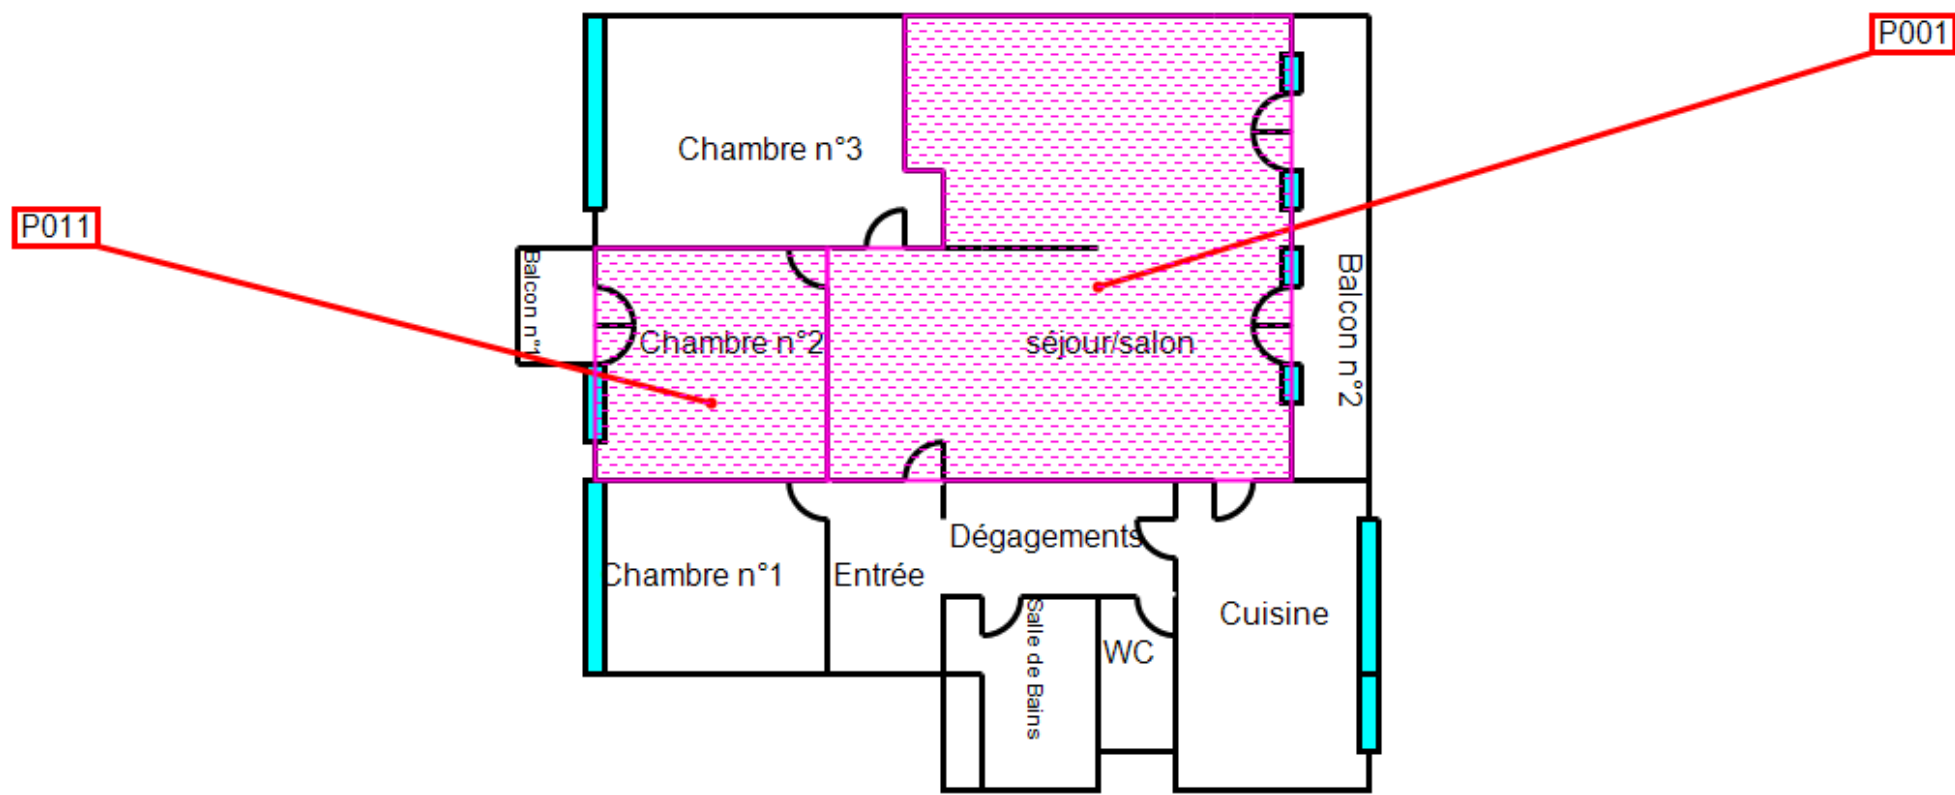 P001
Chambre n°3
P011
Balcon n°1
Chambre n°2
séjour/salon
Balcon n°2
Dégagements
Chambre n°1
Entrée
Cuisine
Salle de Bains
WC